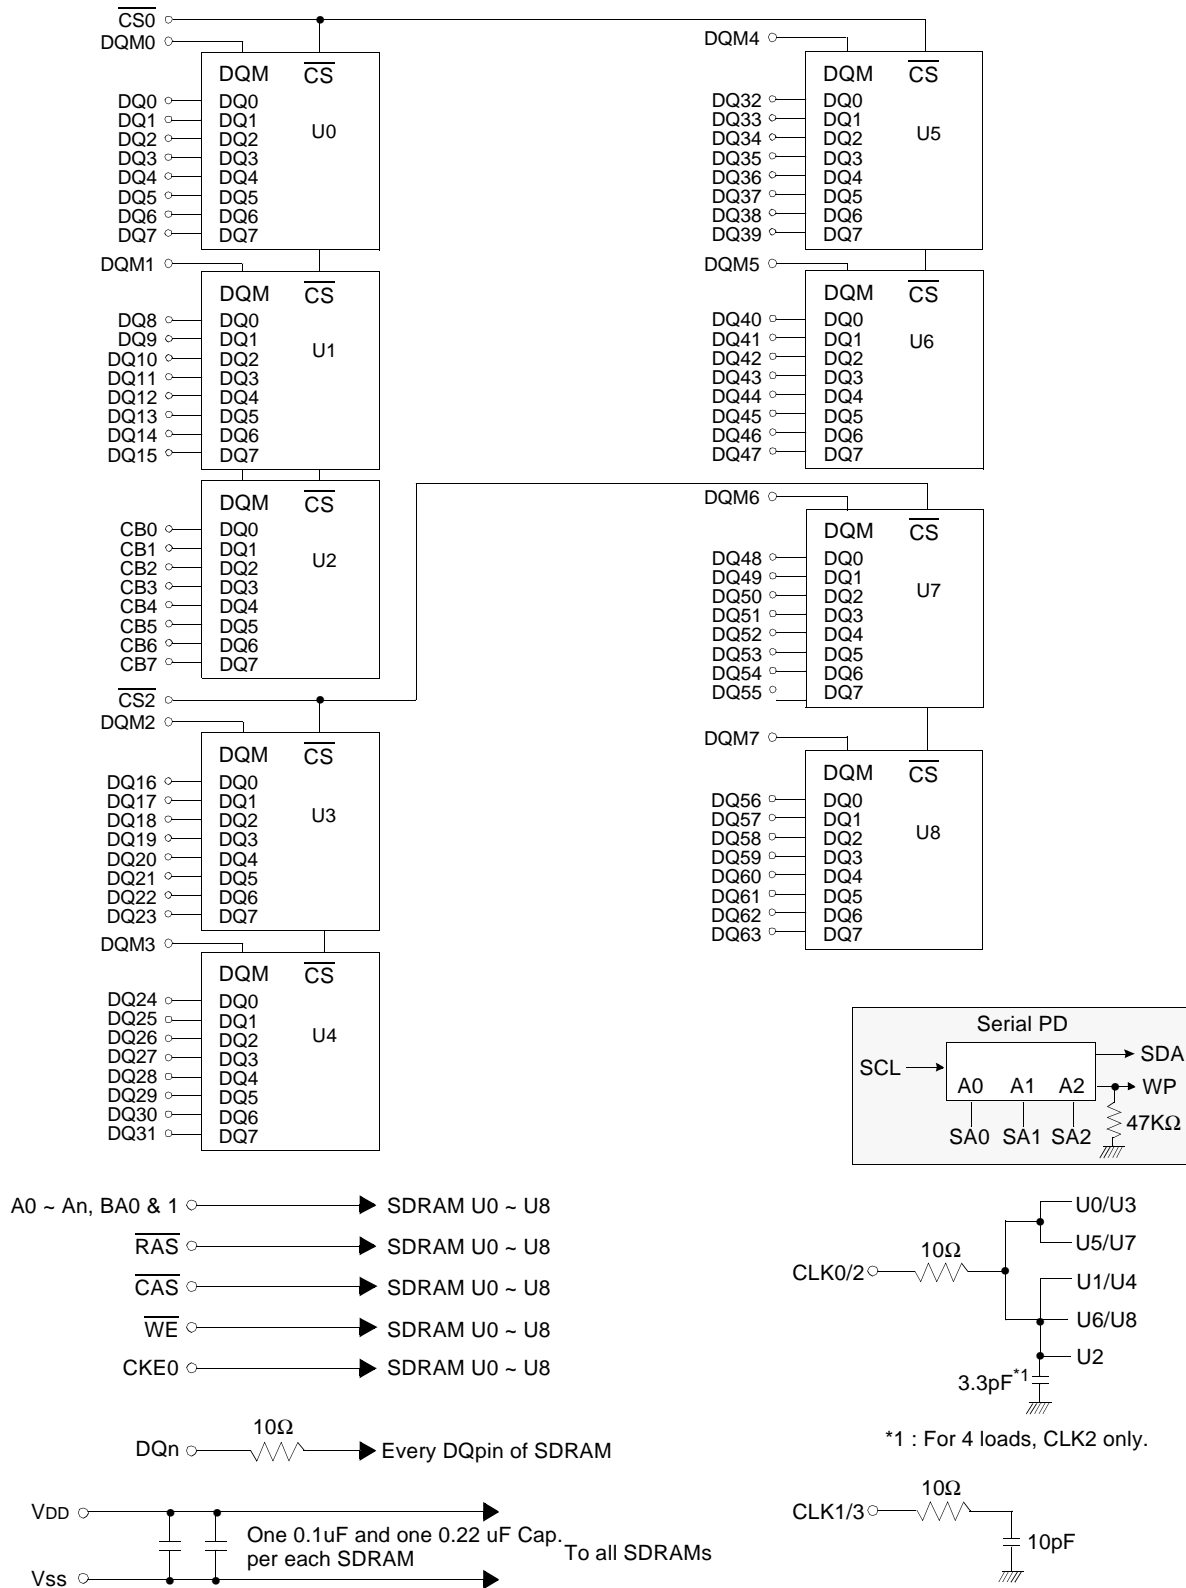 CS0
DQM0
DQM CS
DQ0 DQ0
DQ1 DQ1
DQ2 DQ2
DQ3 DQ3
DQ4 DQ4
DQ5 DQ5
DQ6 DQ6
DQ7 DQ7
U0
DQM1
DQM CS
DQ8 DQ0
DQ9 DQ1
DQ10 DQ2
DQ11 DQ3
DQ12 DQ4
DQ13 DQ5
DQ14 DQ6
DQ15 DQ7
U1
DQM CS
CB0 DQ0
CB1 DQ1
CB2 DQ2
CB3 DQ3
CB4 DQ4
CB5 DQ5
CB6 DQ6
CB7 DQ7
U2
CS2
DQM2
DQM CS
DQ16 DQ0
DQ17 DQ1
DQ18 DQ2
DQ19 DQ3
DQ20 DQ4
DQ21 DQ5
DQ22 DQ6
DQ23 DQ7
U3
DQM3
DQM CS
DQ24 DQ0
DQ25 DQ1
DQ26 DQ2
DQ27 DQ3
DQ28 DQ4
DQ29 DQ5
DQ30 DQ6
DQ31 DQ7
U4
DQM4
DQM CS
DQ32 DQ0
DQ33 DQ1
DQ34 DQ2
DQ35 DQ3
DQ36 DQ4
DQ37 DQ5
DQ38 DQ6
DQ39 DQ7
U5
DQM5
DQM CS
DQ40 DQ0
DQ41 DQ1
DQ42 DQ2
DQ43 DQ3
DQ44 DQ4
DQ45 DQ5
DQ46 DQ6
DQ47 DQ7
U6
DQM6
DQM CS
DQ48 DQ0
DQ49 DQ1
DQ50 DQ2
DQ51 DQ3
DQ52 DQ4
DQ53 DQ5
DQ54 DQ6
DQ55 DQ7
U7
DQM7
DQM CS
DQ56 DQ0
DQ57 DQ1
DQ58 DQ2
DQ59 DQ3
DQ60 DQ4
DQ61 DQ5
DQ62 DQ6
DQ63 DQ7
U8
Serial PD
SCL
SDA
A0 A1 A2
WP
SA0 SA1 SA2
47KΩ
A0 ~ An, BA0 & 1 SDRAM U0 ~ U8
RAS SDRAM U0 ~ U8
CAS SDRAM U0 ~ U8
WE SDRAM U0 ~ U8
CKE0 SDRAM U0 ~ U8
10Ω
DQn Every DQpin of SDRAM
VDD
One 0.1uF and one 0.22 uF Cap.
per each SDRAM
To all SDRAMs
Vss
U0/U3
U5/U7
10Ω
CLK0/2
U1/U4
U6/U8
U2
3.3pF*1
*1 : For 4 loads, CLK2 only.
10Ω
CLK1/3
10pF